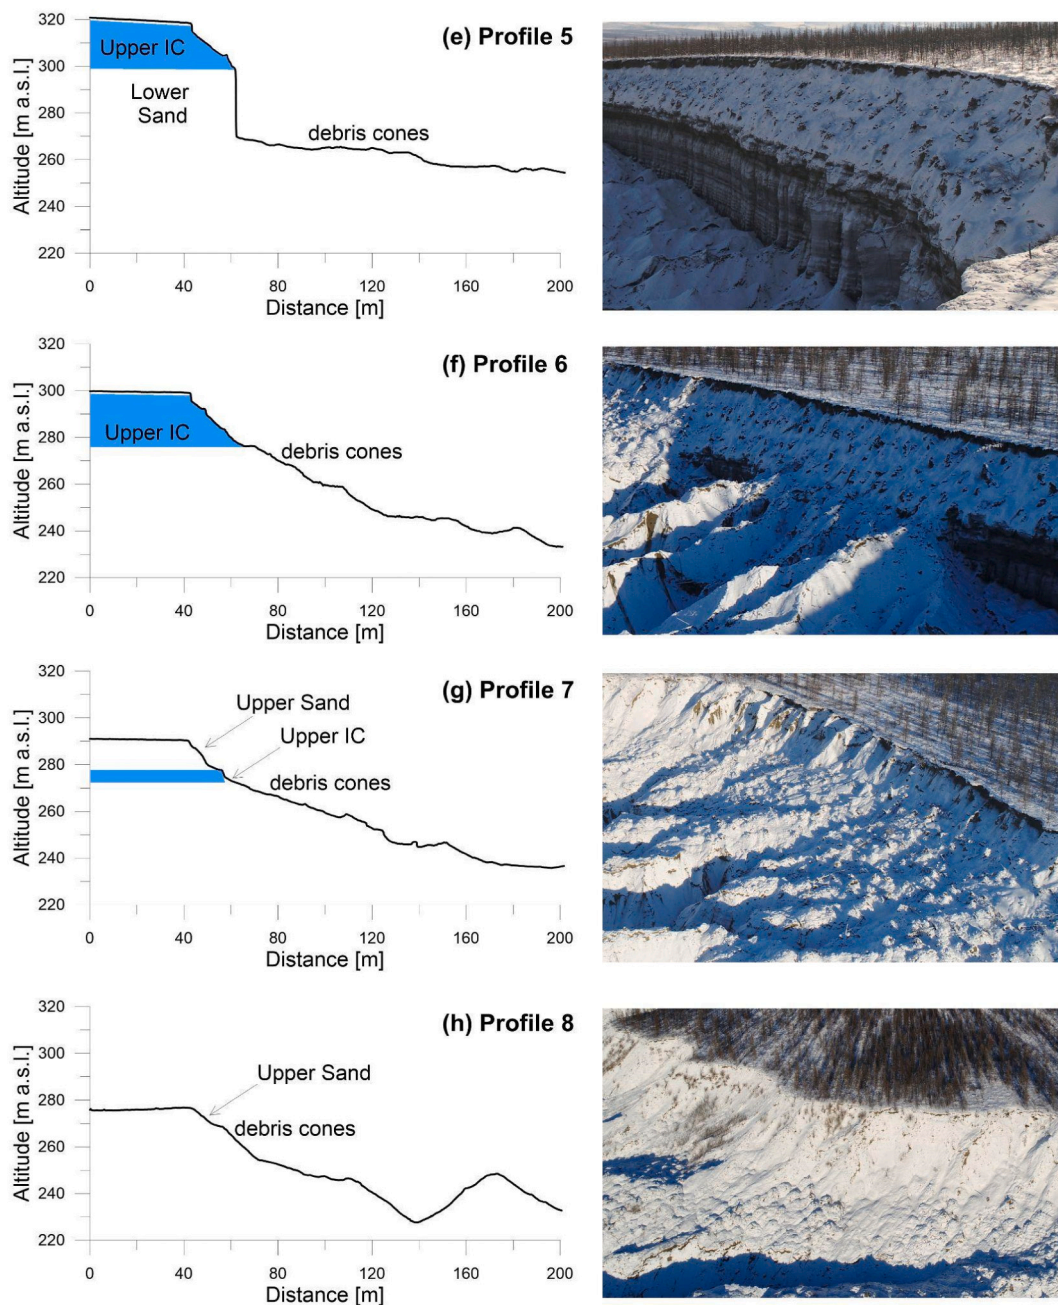 (e) Profile 5
Altitude [m a.s.l.]
320
300
280
260
240
220
Upper IC
Lower
Sand
debris cones
0 40 80 120 160 200
Distance [m]
(f) Profile 6
Altitude [m a.s.l.]
320
300
280
260
240
220
Upper IC
debris cones
0 40 80 120 160 200
Distance [m]
(g) Profile 7
Altitude [m a.s.l.]
320
300
280
260
240
220
Upper Sand
Upper IC
debris cones
0 40 80 120 160 200
Distance [m]
(h) Profile 8
Altitude [m a.s.l.]
320
300
280
260
240
220
Upper Sand
debris cones
0 40 80 120 160 200
Distance [m]